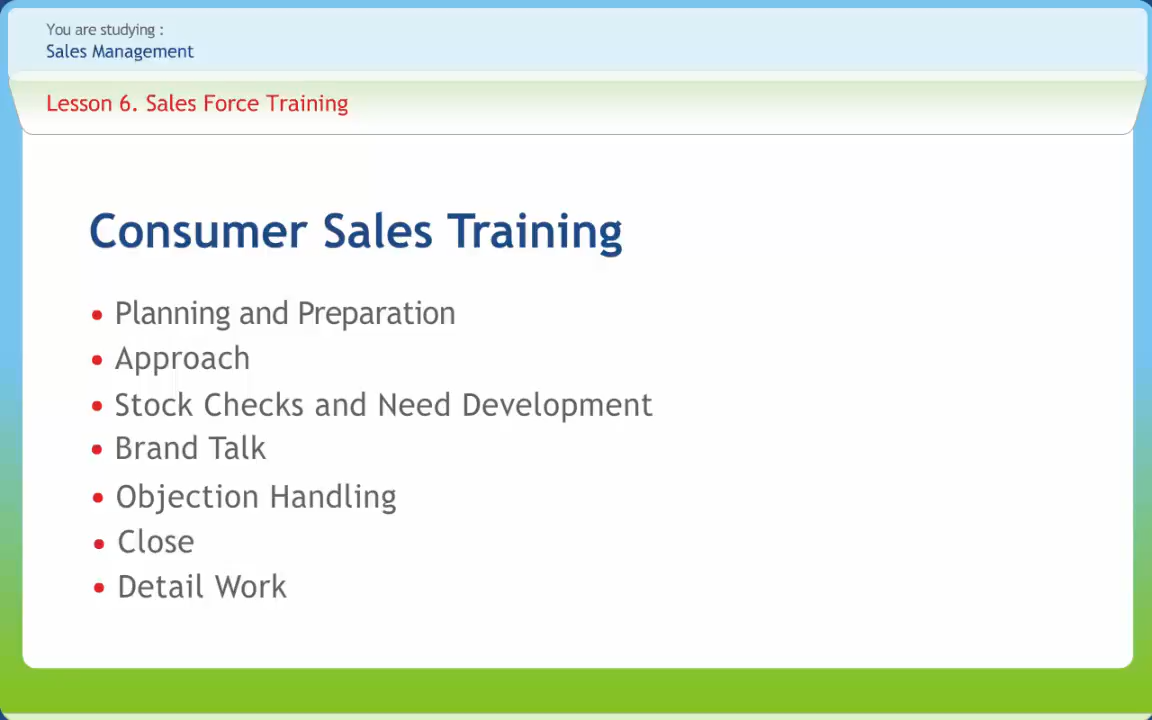 You are studying :
Sales Management
Lesson 6. Sales Force Training
Consumer Sales Training
• Planning and Preparation
• Approach
• Stock Checks and Need Development
• Brand Talk
• Objection Handling
• Close
• Detail Work